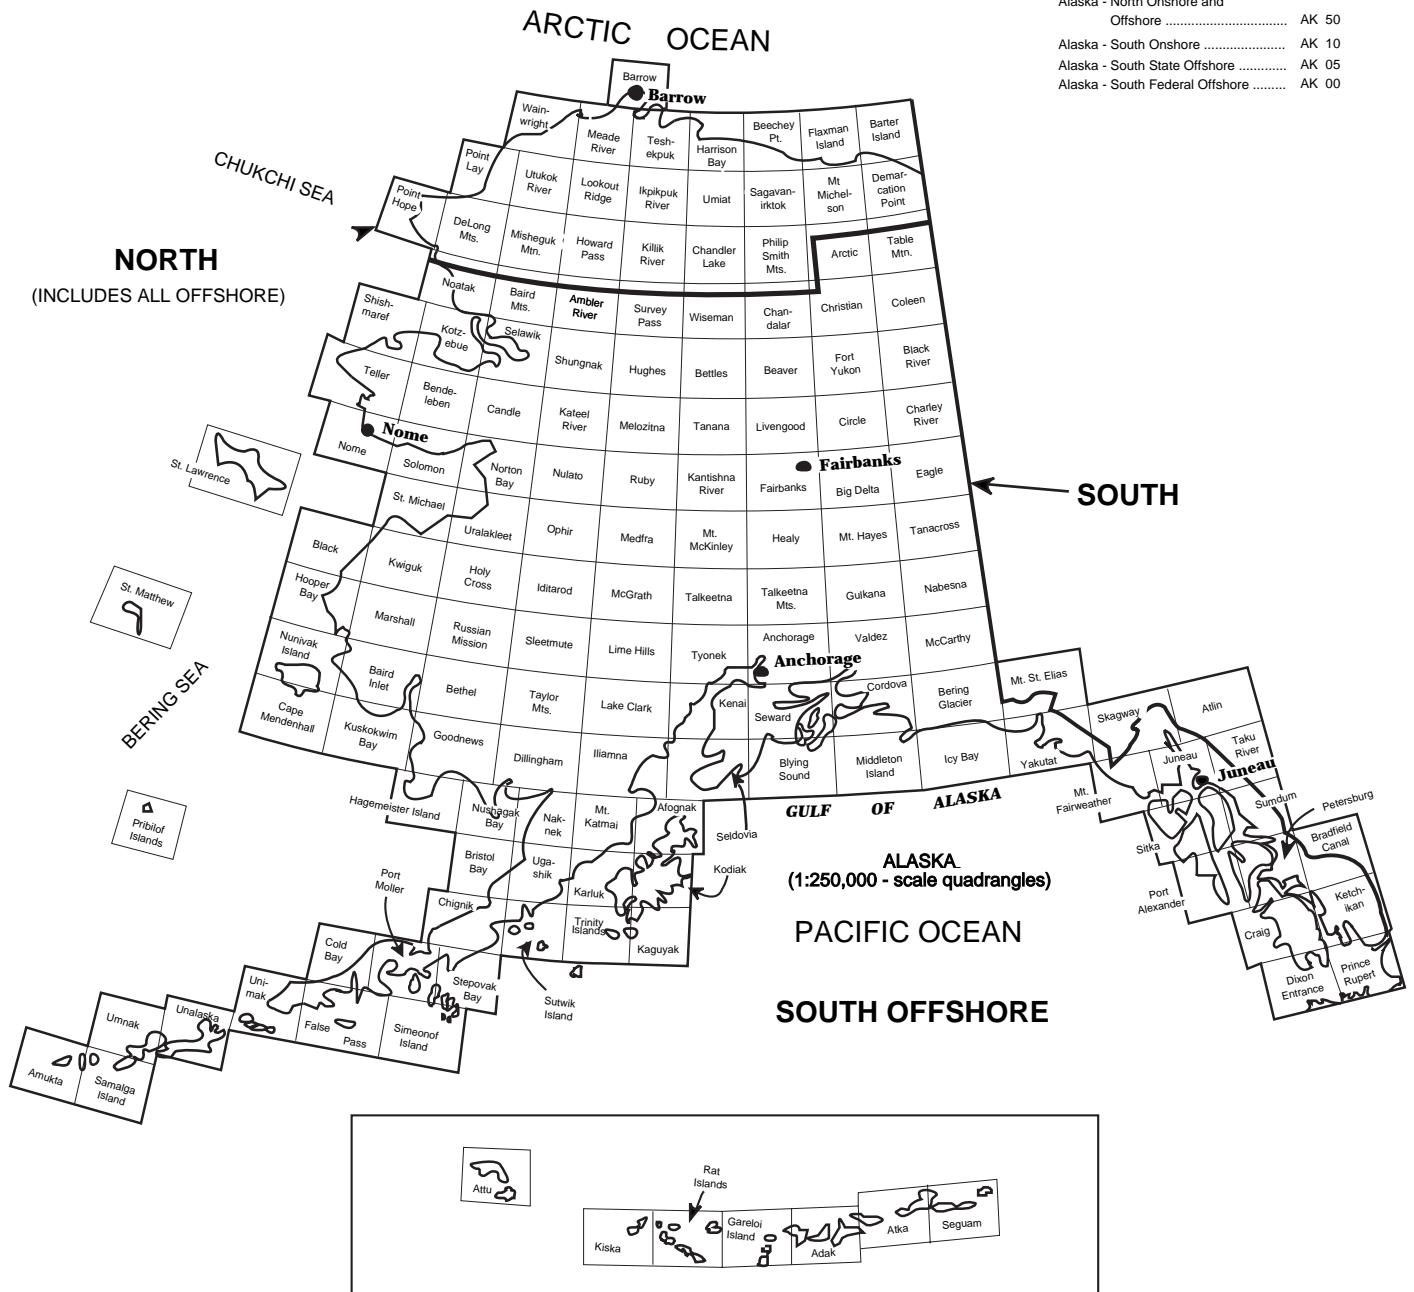 Alaska - North Onshore and
Offshore ................................. AK 50
Alaska - South Onshore ...................... AK 10
Alaska - South State Offshore ............. AK 05
Alaska - South Federal Offshore ......... AK 00
ARCTIC OCEAN
CHUKCHI SEA
NORTH
(INCLUDES ALL OFFSHORE)
Barrow
Barrow
Wain-
wright
Meade
River
Tesh-
ekpuk
Harrison
Bay
Beechey
Pt.
Flaxman
Island
Barter
Island
Point
Lay
Utukok
River
Lookout
Ridge
Ikpikpuk
River
Umiat
Sagavan-
irktok
Mt
Michel-
son
Demar-
cation
Point
Point
Hope
DeLong
Mts.
Misheguk
Mtn.
Howard
Pass
Killik
River
Chandler
Lake
Philip
Smith
Mts.
Arctic
Table
Mtn.
Noatak
Baird
Mts.
Ambler
River
Survey
Pass
Wiseman
Chan-
dalar
Christian
Coleen
Shish-
maref
Kotz-
ebue
Selawik
Shungnak
Hughes
Bettles
Beaver
Fort
Yukon
Black
River
Teller
Bende-
leben
Candle
Kateel
River
Melozitna
Tanana
Livengood
Circle
Charley
River
Nome
Nome
Solomon
Norton
Bay
Nulato
Ruby
Kantishna
River
Fairbanks
Fairbanks
Big Delta
Eagle
SOUTH
St. Lawrence
St. Michael
Uralakleet
Ophir
Medfra
Mt.
McKinley
Healy
Mt. Hayes
Tanacross
Black
Kwiguk
Holy
Cross
Iditarod
McGrath
Talkeetna
Talkeetna
Mts.
Gulkana
Nabesna
St. Matthew
Hooper
Bay
Marshall
Russian
Mission
Sleetmute
Lime Hills
Tyonek
Anchorage
Anchorage
Valdez
McCarthy
Nunivak
Island
Baird
Inlet
Bethel
Taylor
Mts.
Lake Clark
Kenai
Seward
Cordova
Bering
Glacier
Mt. St. Elias
BERING SEA
Cape
Mendenhall
Kuskokwim
Bay
Goodnews
Dillingham
Iliamna
Seldovia
Blying
Sound
Middleton
Island
Icy Bay
Yakutat
Skagway
Atlin
Mt.
Fairweather
Juneau
Juneau
Taku
River
Pribilof
Islands
Hagemeister Island
Nushagak
Bay
Nak-
nek
Mt.
Katmai
Afognak
GULF OF ALASKA
Sitka
Sumdum
Petersburg
Bradfield
Canal
ALASKA
(1:250,000 - scale quadrangles)
Port
Moller
Bristol
Bay
Uga-
shik
Karluk
Kodiak
Port
Alexander
Ketch-
ikan
Chignik
Trinity
Islands
Kaguyak
PACIFIC OCEAN
Craig
Cold
Bay
Stepovak
Bay
Sutwik
Island
Dixon
Entrance
Prince
Rupert
SOUTH OFFSHORE
Uni-
mak
False
Pass
Simeonof
Island
Umnak
Unalaska
Amukta
Samalga
Island
Attu
Rat
Islands
Kiska
Gareloi
Island
Adak
Atka
Seguam